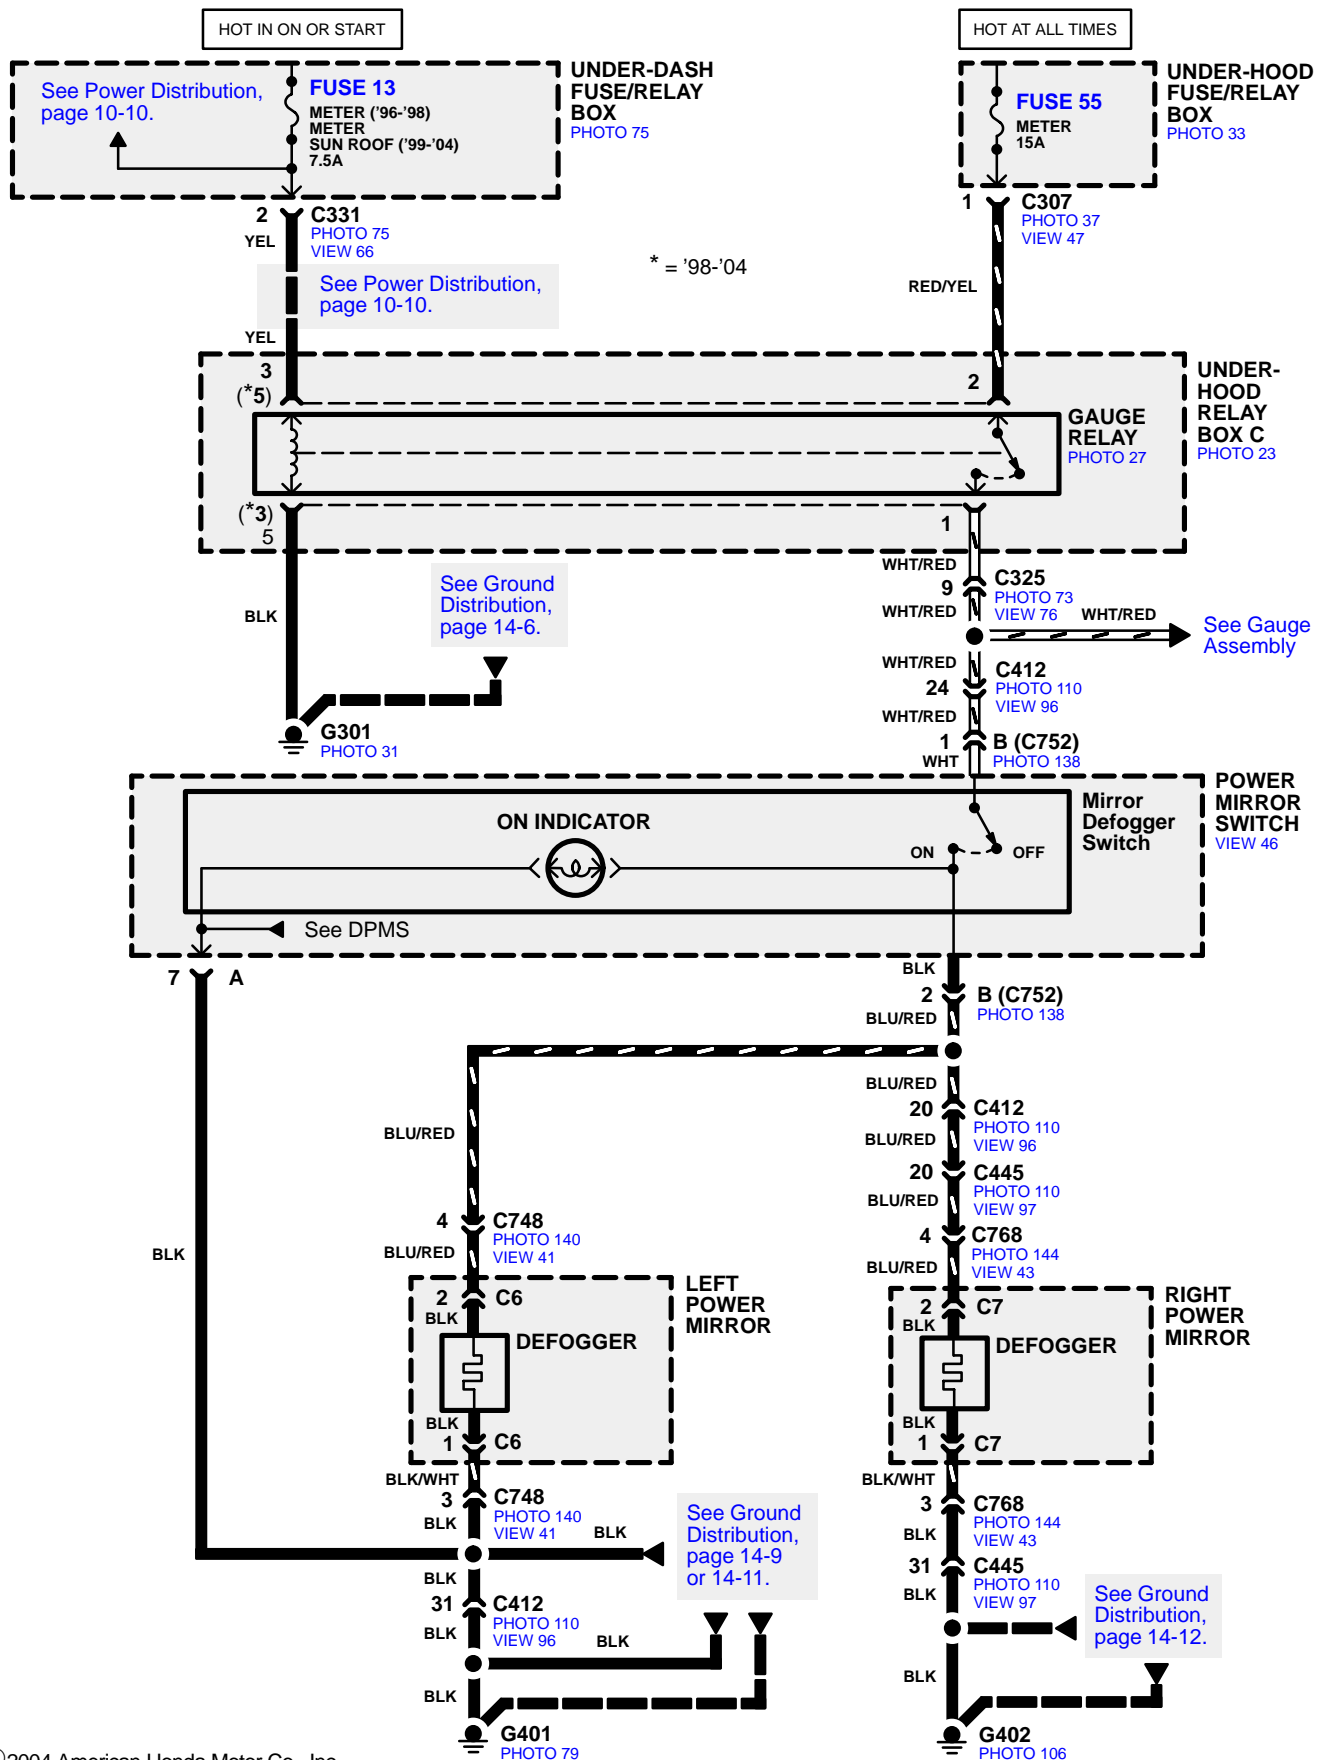 HOT IN ON OR START
HOT AT ALL TIMES
See Power Distribution,
page 10-10.
FUSE 13
METER ('96-'98)
METER
SUN ROOF ('99-'04)
7.5A
UNDER-DASH
FUSE/RELAY
BOX
PHOTO 75
FUSE 55
METER
15A
UNDER-HOOD
FUSE/RELAY
BOX
PHOTO 33
2
C331
PHOTO 75
VIEW 66
YEL
See Power Distribution,
page 10-10.
YEL
* = '98-'04
1
C307
PHOTO 37
VIEW 47
RED/YEL
3
(*5)
2
GAUGE
RELAY
PHOTO 27
UNDER-
HOOD
RELAY
BOX C
PHOTO 23
(*3)
5
1
BLK
See Ground
Distribution,
page 14-6.
G301
PHOTO 31
WHT/RED
9
C325
PHOTO 73
VIEW 76
WHT/RED
WHT/RED
See Gauge
Assembly
WHT/RED
24
C412
PHOTO 110
VIEW 96
WHT/RED
1
B (C752)
PHOTO 138
WHT
POWER
MIRROR
SWITCH
VIEW 46
ON INDICATOR
Mirror
Defogger
Switch
ON
OFF
See DPMS
7
A
BLK
2
B (C752)
PHOTO 138
BLU/RED
BLU/RED
20
C412
PHOTO 110
VIEW 96
BLU/RED
BLU/RED
20
C445
PHOTO 110
VIEW 97
BLU/RED
4
C748
PHOTO 140
VIEW 41
BLU/RED
4
C768
PHOTO 144
VIEW 43
BLU/RED
BLK
2
C6
BLK
LEFT
POWER
MIRROR
DEFOGGER
BLK
1
C6
2
C7
BLK
RIGHT
POWER
MIRROR
DEFOGGER
BLK
1
C7
BLK/WHT
3
C748
PHOTO 140
VIEW 41
BLK
BLK
See Ground
Distribution,
page 14-9
or 14-11.
BLK
31
C412
PHOTO 110
VIEW 96
BLK
BLK
BLK
G401
PHOTO 79
BLK/WHT
3
C768
PHOTO 144
VIEW 43
BLK
31
C445
PHOTO 110
VIEW 97
BLK
See Ground
Distribution,
page 14-12.
BLK
G402
PHOTO 106